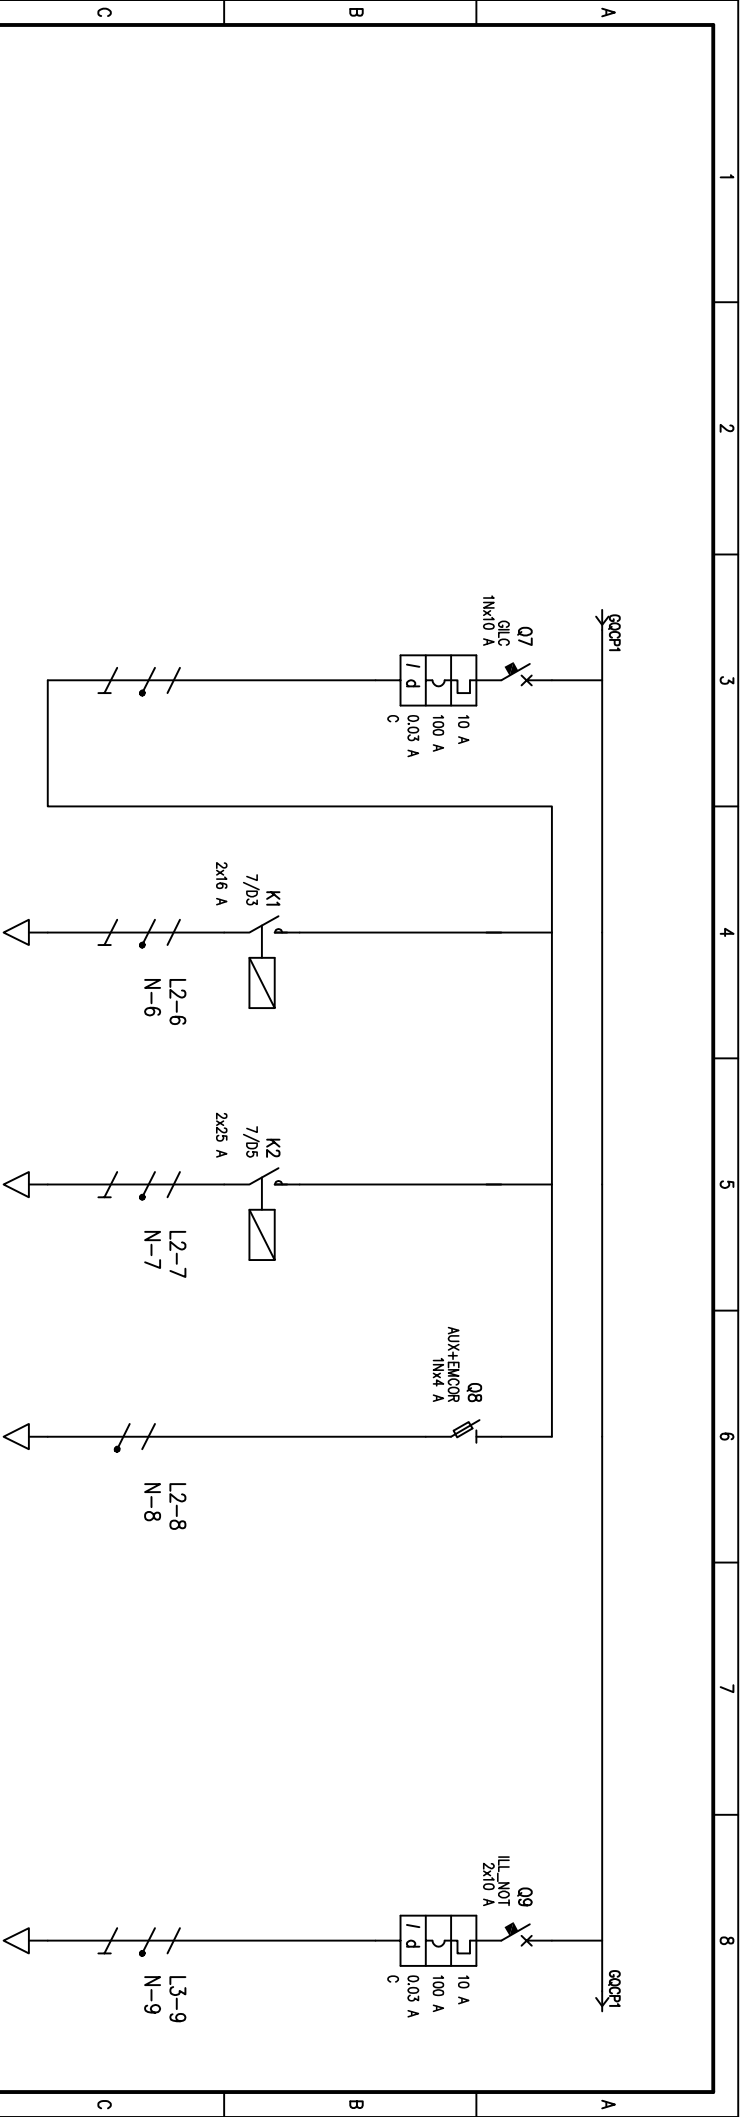 1
2
3
4
5
6
7
8
A
A
GQCP1
GQCP1
Q7
GILC
1Nx10 A
10 A
100 A
0.03 A
C
I d
Q8
AUX+EMCOR
1Nx4 A
Q9
ILL_NOT
2x10 A
10 A
100 A
0.03 A
C
I d
B
B
K1
7/D3
2x16 A
K2
7/D5
2x25 A
L2-6
N-6
L2-7
N-7
L2-8
N-8
L3-9
N-9
C
C